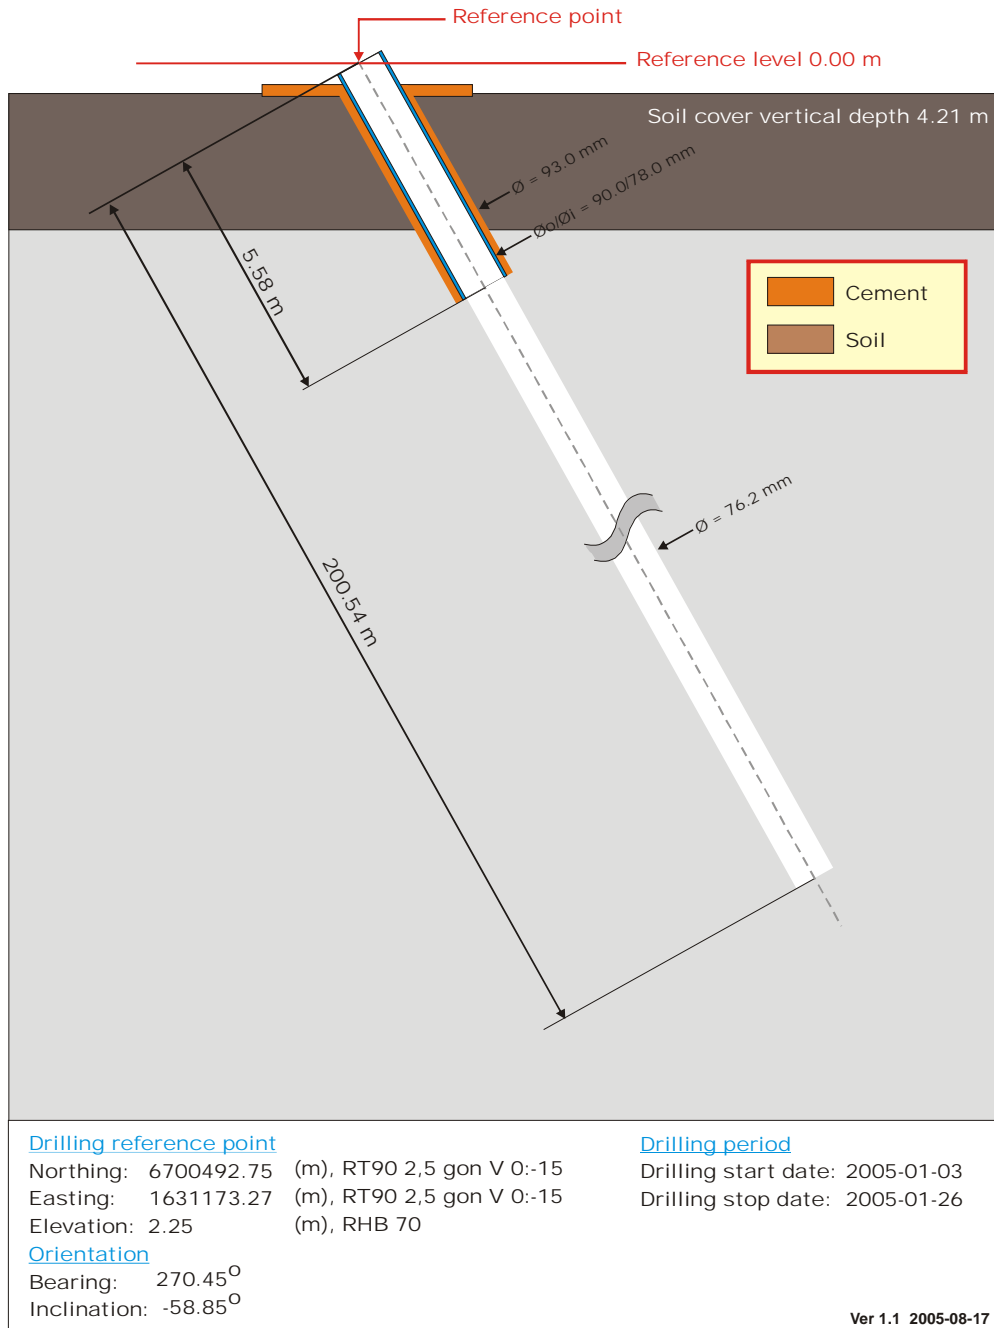 Reference point
Reference level 0.00 m
Soil cover vertical depth 4.21 m
Ø = 93.0 mm
Øo/Øi = 90.0/78.0 mm
5.58 m
Cement
Soil
Ø = 76.2 mm
200.54 m
Drilling reference point
Northing: 6700492.75 (m), RT90 2,5 gon V 0:-15
Easting: 1631173.27 (m), RT90 2,5 gon V 0:-15
Elevation: 2.25 (m), RHB 70
Orientation
Bearing: 270.45°
Inclination: -58.85°
Drilling period
Drilling start date: 2005-01-03
Drilling stop date: 2005-01-26
Ver 1.1 2005-08-17